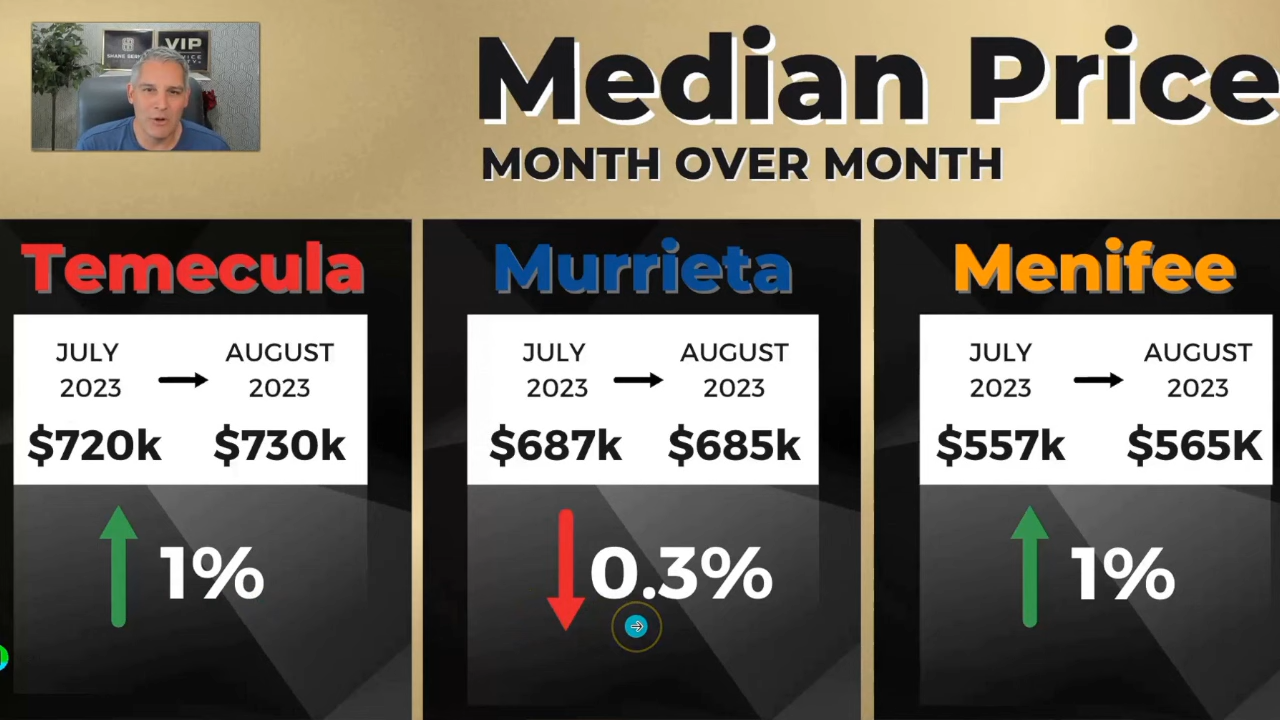 VIP
Median Price
MONTH OVER MONTH
Temecula
JULY 2023
AUGUST 2023
$720k
$730k
1%
Murrieta
JULY 2023
AUGUST 2023
$687k
$685k
0.3%
Menifee
JULY 2023
AUGUST 2023
$557k
$565K
1%